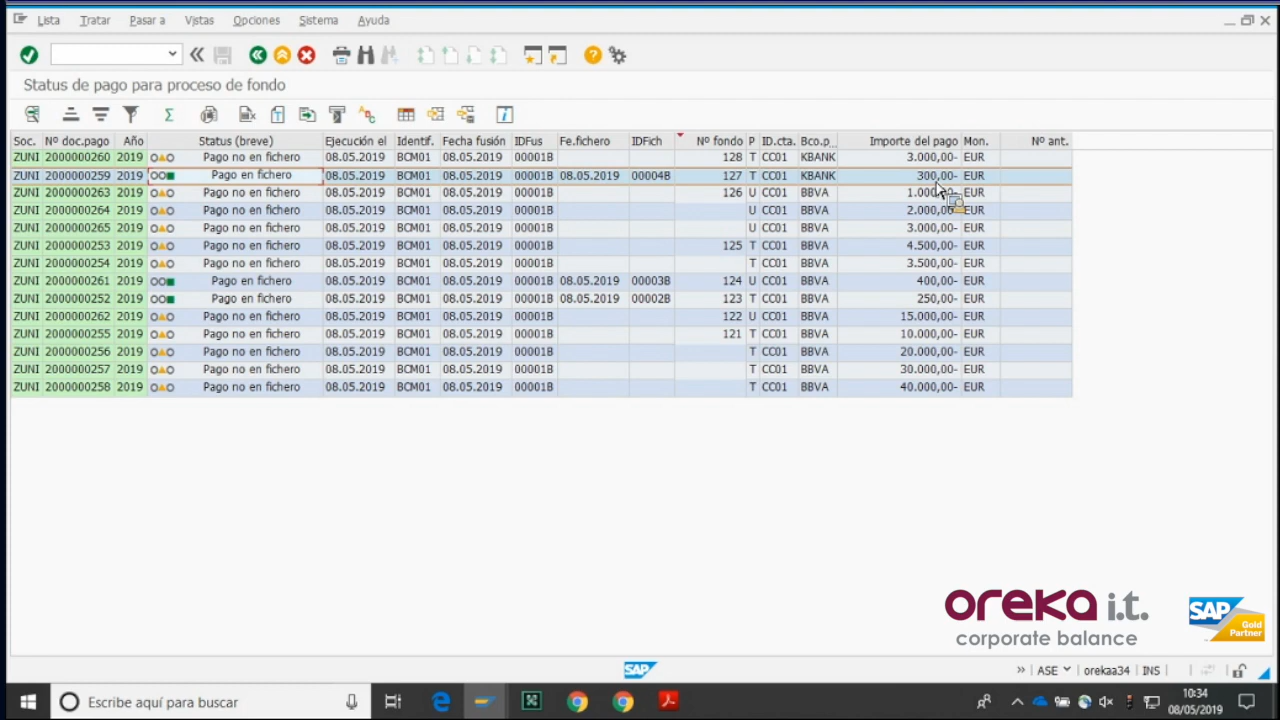 Lista Tratar Pasar a Vistas Opciones Sistema Ayuda
Status de pago para proceso de fondo
Soc. Nº doc.pago Año Status (breve) Ejecución el Identif. Fecha fusión IDFus Fe.fichero IDFich Nº fondo P ID.cta. Bco.p... Importe del pago Mon. Nº ant.
ZUNI 2000000260 2019 Pago no en fichero 08.05.2019 BCM01 08.05.2019 00001B 128 T CC01 KBANK 3.000,00- EUR
ZUNI 2000000259 2019 Pago en fichero 08.05.2019 BCM01 08.05.2019 00001B 08.05.2019 00004B 127 T CC01 KBANK 300,00- EUR
ZUNI 2000000263 2019 Pago no en fichero 08.05.2019 BCM01 08.05.2019 00001B 126 U CC01 BBVA 1.000,00- EUR
ZUNI 2000000264 2019 Pago no en fichero 08.05.2019 BCM01 08.05.2019 00001B U CC01 BBVA 2.000,00- EUR
ZUNI 2000000265 2019 Pago no en fichero 08.05.2019 BCM01 08.05.2019 00001B U CC01 BBVA 3.000,00- EUR
ZUNI 2000000253 2019 Pago no en fichero 08.05.2019 BCM01 08.05.2019 00001B 125 T CC01 BBVA 4.500,00- EUR
ZUNI 2000000254 2019 Pago no en fichero 08.05.2019 BCM01 08.05.2019 00001B T CC01 BBVA 3.500,00- EUR
ZUNI 2000000261 2019 Pago en fichero 08.05.2019 BCM01 08.05.2019 00001B 08.05.2019 00003B 124 U CC01 BBVA 400,00- EUR
ZUNI 2000000252 2019 Pago en fichero 08.05.2019 BCM01 08.05.2019 00001B 08.05.2019 00002B 123 T CC01 BBVA 250,00- EUR
ZUNI 2000000262 2019 Pago no en fichero 08.05.2019 BCM01 08.05.2019 00001B 122 U CC01 BBVA 15.000,00- EUR
ZUNI 2000000255 2019 Pago no en fichero 08.05.2019 BCM01 08.05.2019 00001B 121 T CC01 BBVA 10.000,00- EUR
ZUNI 2000000256 2019 Pago no en fichero 08.05.2019 BCM01 08.05.2019 00001B T CC01 BBVA 20.000,00- EUR
ZUNI 2000000257 2019 Pago no en fichero 08.05.2019 BCM01 08.05.2019 00001B T CC01 BBVA 30.000,00- EUR
ZUNI 2000000258 2019 Pago no en fichero 08.05.2019 BCM01 08.05.2019 00001B T CC01 BBVA 40.000,00- EUR
oreka i.t.
corporate balance
SAP
Gold
Partner
SAP
ASE orekaa34 INS
Escribe aquí para buscar
10:34
08/05/2019